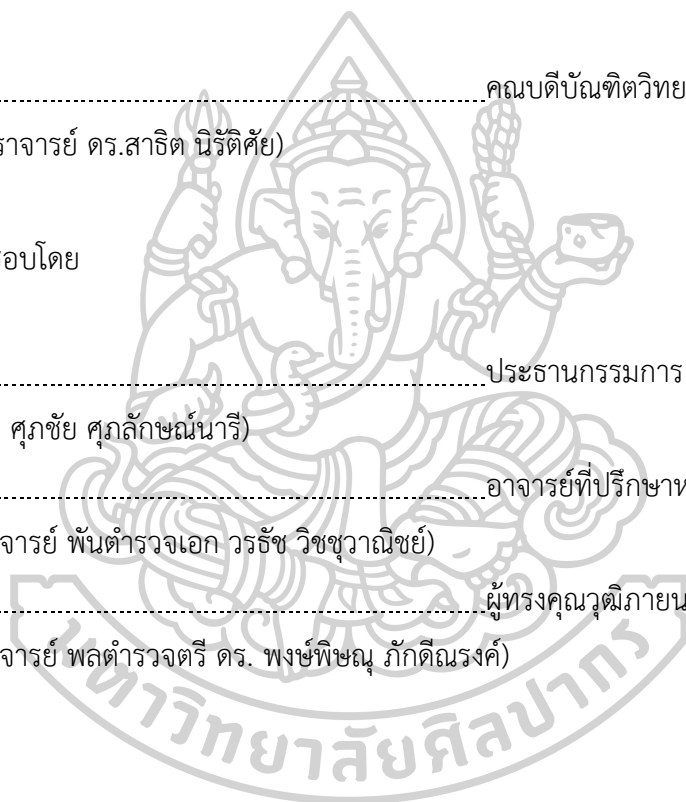 คณบดีบัณฑิตวิทย
ราจารย์ ดร.สาธิต นิรัติศัย)
สอบโดย
ประธานกรรมการ
ศุภชัย ศุภลักษณ์นารี)
อาจารย์ที่ปรึกษาห
จารย์ พันตำรวจเอก วรธัช วิชชุวาณิชย์)
ผู้ทรงคุณวุฒิภายน
จารย์ พลตำรวจตรี ดร. พงษ์พิษณุ ภักดีณรงค์)
มหาวิทยาลัยศิลปากร